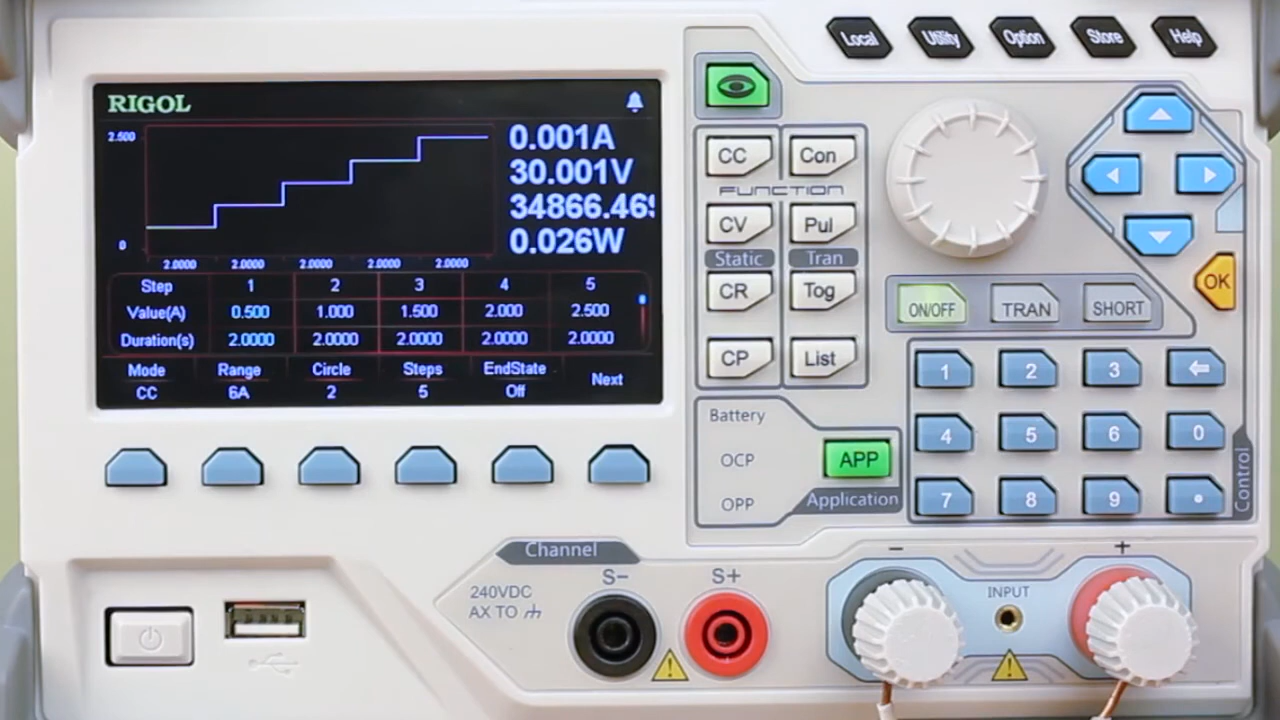 Local Utility Option Store Help
RIGOL
2.500
0
2.0000 2.0000 2.0000 2.0000 2.0000
0.001A
30.001V
34866.46
0.026W
Step 1 2 3 4 5
Value(A) 0.500 1.000 1.500 2.000 2.500
Duration(s) 2.0000 2.0000 2.0000 2.0000 2.0000
Mode Range Circle Steps EndState Next
CC 6A 2 5 Off
CC Con
FUNCTION
CV Pul
Static Tran
CR Tog
CP List
OK
ON/OFF TRAN SHORT
1 2 3
4 5 6 0
7 8 9
Control
Battery
OCP
OPP
APP
Application
Channel
240VDC
AX TO
S- S+
- +
INPUT